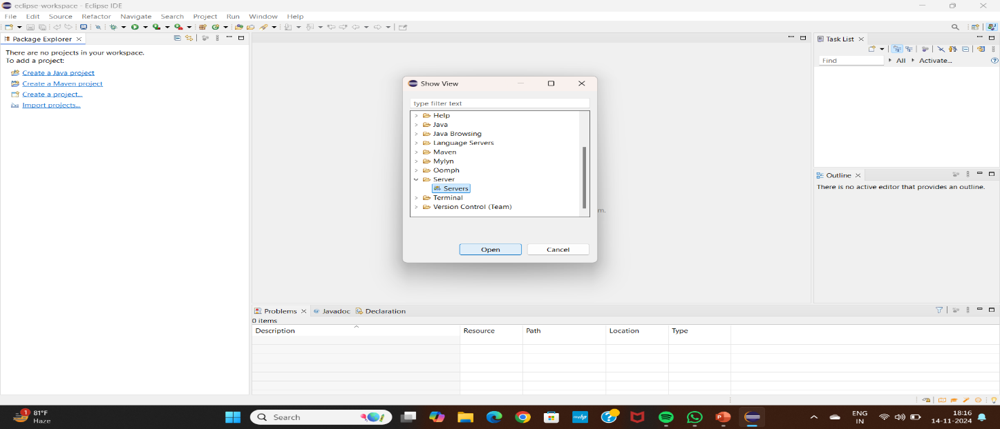 eclipse-workspace - Eclipse IDE
File Edit Source Refactor Navigate Search Project Run Window Help
Package Explorer
There are no projects in your workspace.
To add a project:
Create a Java project
Create a Maven project
Create a project...
Import projects...
Show View
type filter text
Help
Java
Java Browsing
Language Servers
Maven
Mylyn
Oomph
Server
Servers
Terminal
Version Control (Team)
Open Cancel
m.
Task List
Find All Activate...
Outline
There is no active editor that provides an outline.
Problems Javadoc Declaration
0 items
Description Resource Path Location Type
1 81°F
Haze
Search
myhp
P
ENG
IN
18:16
14-11-2024